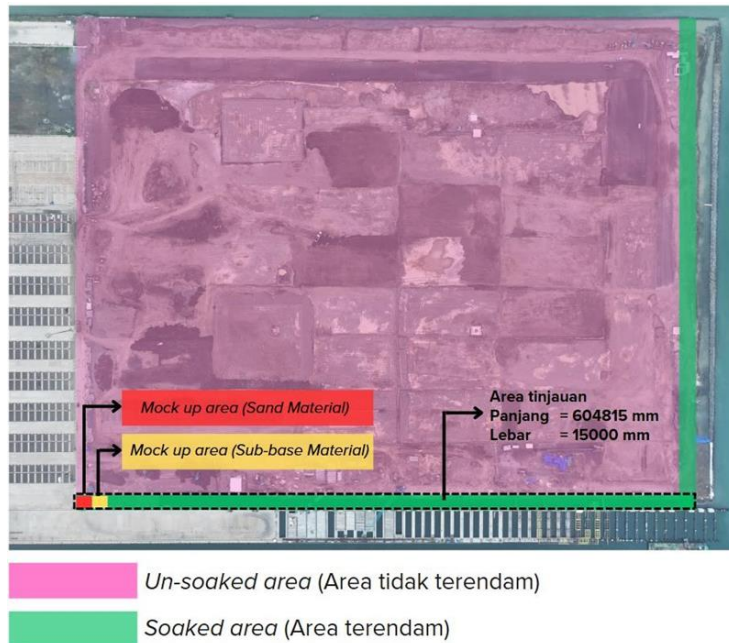 Mock up area (Sand Material)
Mock up area (Sub-base Material)
Area tinjauan
Panjang = 604815 mm
Lebar = 15000 mm
Un-soaked area (Area tidak terendam)
Soaked area (Area terendam)